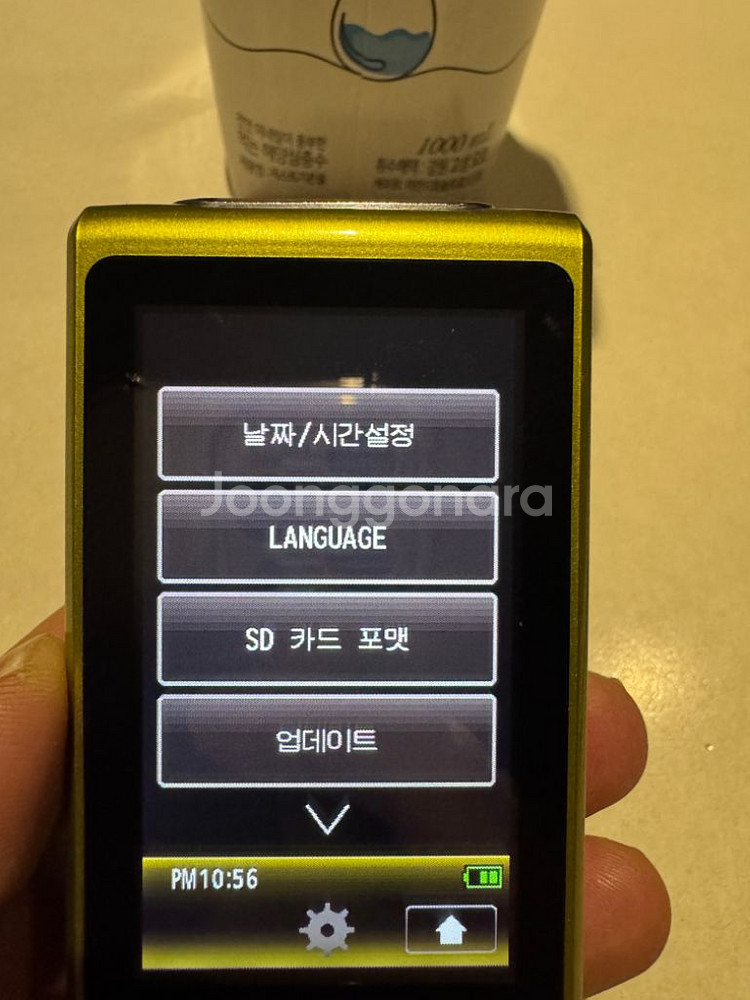 1000 ml
날짜/시간설정
Joonggonara
LANGUAGE
SD 카드 포맷
업데이트
PM10:56